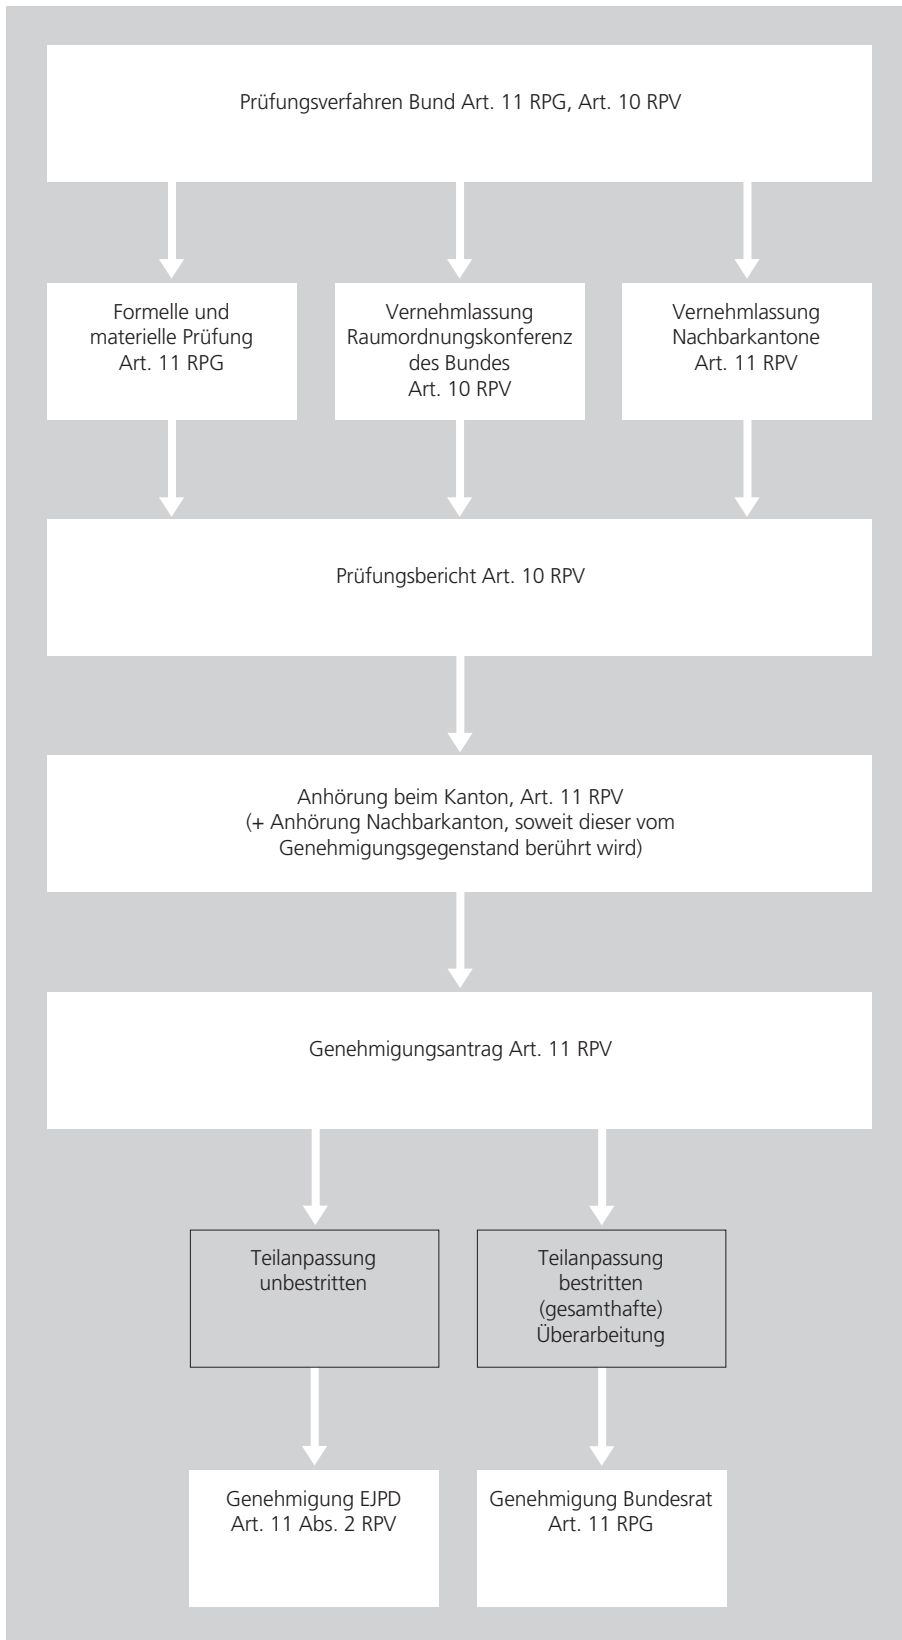 Prüfungsverfahren Bund Art. 11 RPG, Art. 10 RPV
Formelle und
materielle Prüfung
Art. 11 RPG
Vernehmlassung
Raumordnungskonferenz
des Bundes
Art. 10 RPV
Vernehmlassung
Nachbarkantone
Art. 11 RPV
Prüfungsbericht Art. 10 RPV
Anhörung beim Kanton, Art. 11 RPV
(+ Anhörung Nachbarkanton, soweit dieser vom
Genehmigungsgegenstand berührt wird)
Genehmigungsantrag Art. 11 RPV
Teilanpassung
unbestritten
Teilanpassung
bestritten
(gesamthafte)
Überarbeitung
Genehmigung EJPD
Art. 11 Abs. 2 RPV
Genehmigung Bundesrat
Art. 11 RPG